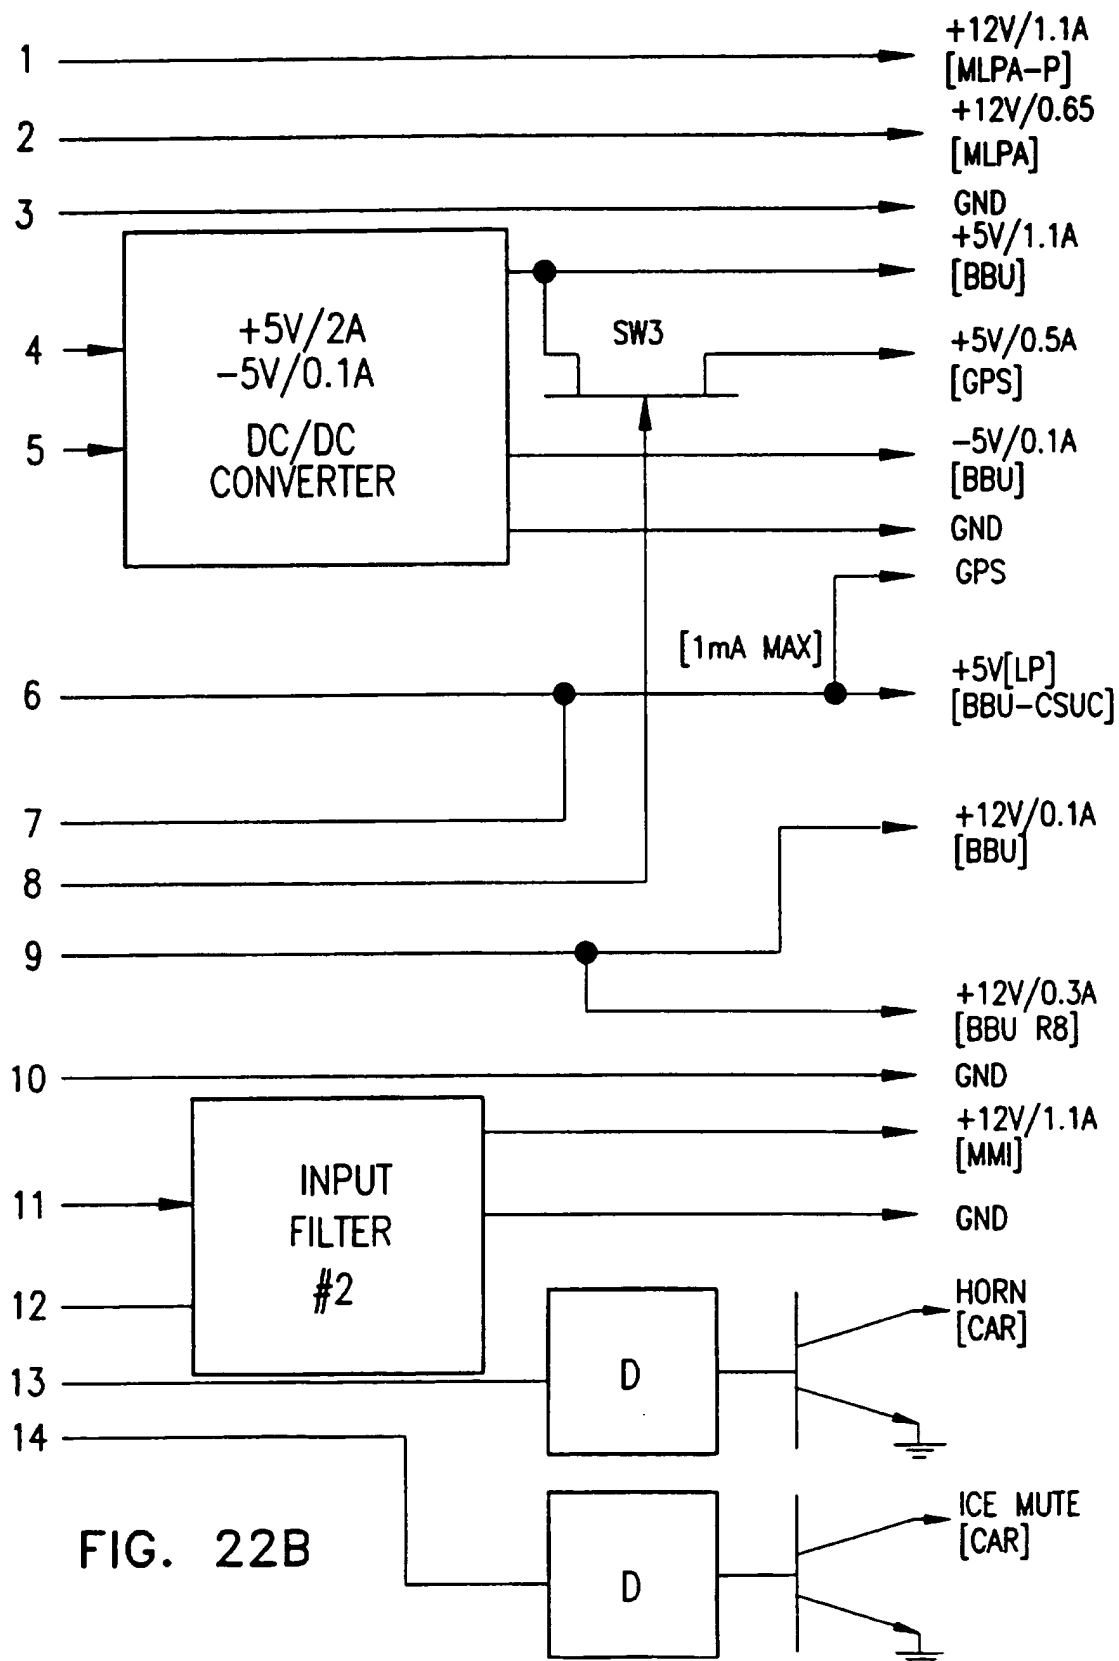 1
+12V/1.1A
[MLPA-P]
2
+12V/0.65
[MLPA]
3
GND
+5V/1.1A
[BBU]
+5V/2A
-5V/0.1A
DC/DC
CONVERTER
SW3
4
+5V/0.5A
[GPS]
5
-5V/0.1A
[BBU]
GND
GPS
[1mA MAX]
6
+5V[LP]
[BBU-CSUC]
7
+12V/0.1A
[BBU]
8
9
+12V/0.3A
[BBU R8]
10
GND
+12V/1.1A
[MMI]
INPUT
FILTER
#2
11
GND
12
HORN
[CAR]
13
D
14
ICE MUTE
[CAR]
D
FIG. 22B